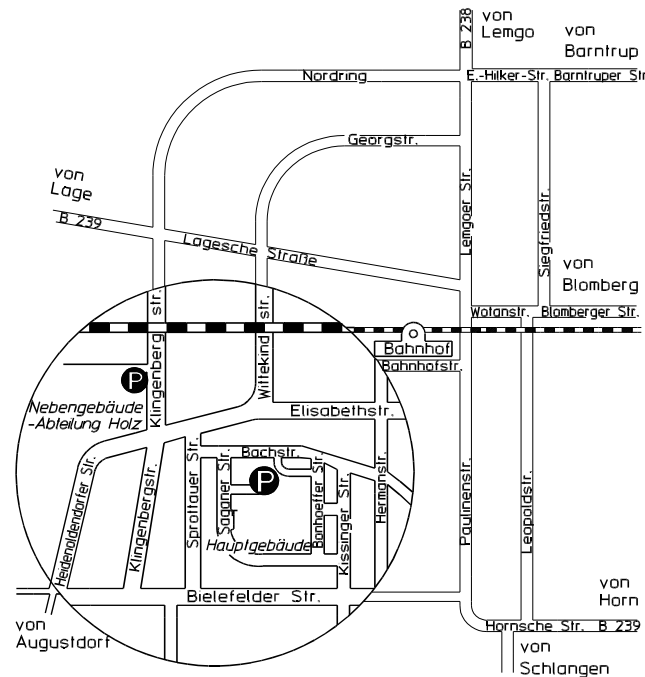 von
Lemgo
B 238
von
Barntrup
Nordring
E.-Hilker-Str.
Barntruper Str
Georgstr.
von
Lage
B 239
Lagesche Straße
Lemgoer Str.
Siegfriedstr.
von
Blomberg
Wotanstr.
Blomberger Str.
Klingenberg str.
Wittekind str.
Bahnhof
Bahnhofstr.
P
Nebengebäude
-Abteilung Holz
Elisabethstr.
Heidenoldendorfer Str.
Klingenbergstr.
Sprottauer Str.
Saganer Str.
Bachstr.
P
Hauptgebäude
Bonhoeffer Str.
Kissinger Str.
Hermannstr.
Paulinenstr.
Leopoldstr.
Bielefelder Str.
von
Augustdorf
von
Horn
Hornsche Str. B 239
von
Schlangen